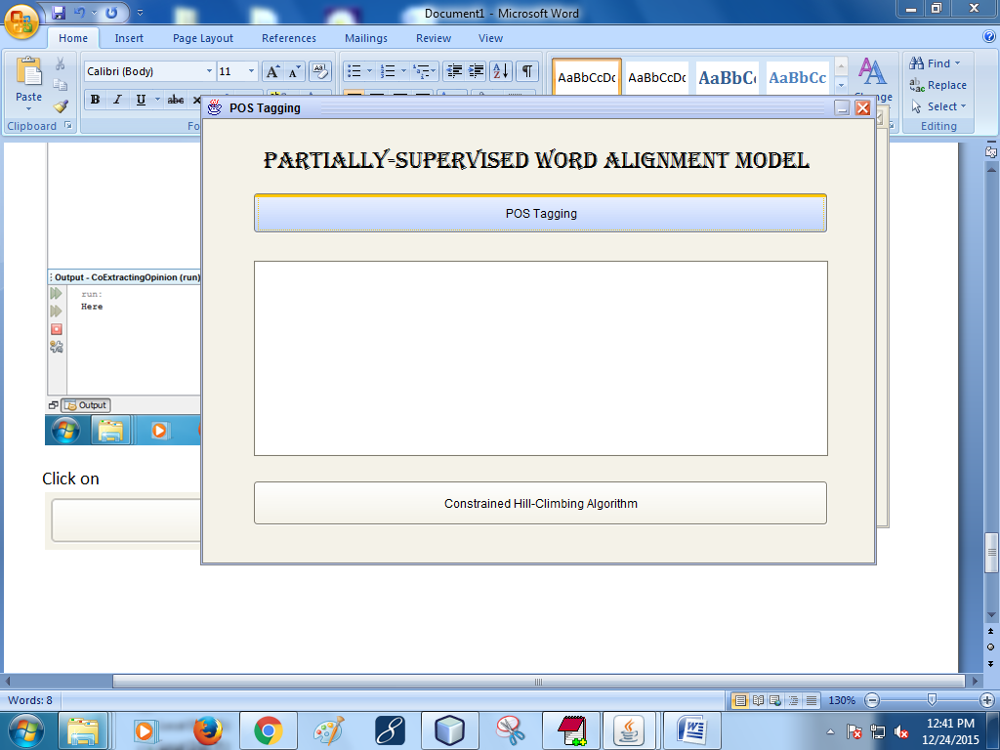 Document1 - Microsoft Word
Home Insert Page Layout References Mailings Review View
Paste
Clipboard
Calibri (Body) 11
B I U abc
AaBbCcDc AaBbCcDc AaBbCc AaBbCc
Find
Replace
Select
Editing
POS Tagging
PARTIALLY-SUPERVISED WORD ALIGNMENT MODEL
POS Tagging
Output - CoExtractingOpinion (run)
run:
Here
Output
Click on
Constrained Hill-Climbing Algorithm
Words: 8
130%
12:41 PM
12/24/2015